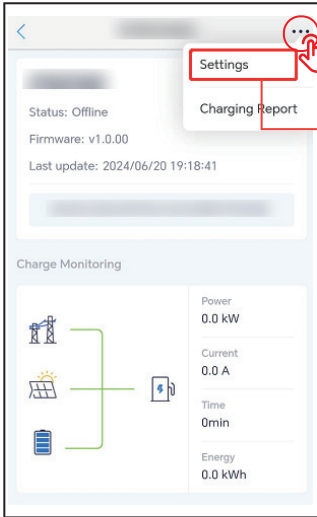 Settings
Charging Report
Status: Offline
Firmware: v1.0.00
Last update: 2024/06/20 19:18:41
Charge Monitoring
Power
0.0 kW
Current
0.0 A
Time
0min
Energy
0.0 kWh